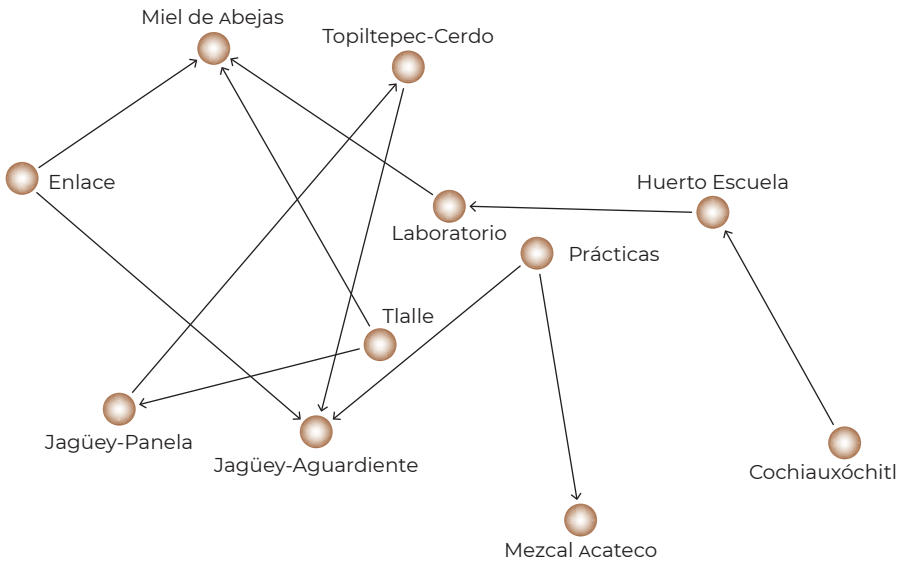 Miel de Abejas
Topiltepec-Cerdo
Enlace
Huerto Escuela
Laboratorio
Prácticas
Tlalle
Jagüey-Panela
Jagüey-Aguardiente
Cochiauxóchitl
Mezcal Acateco